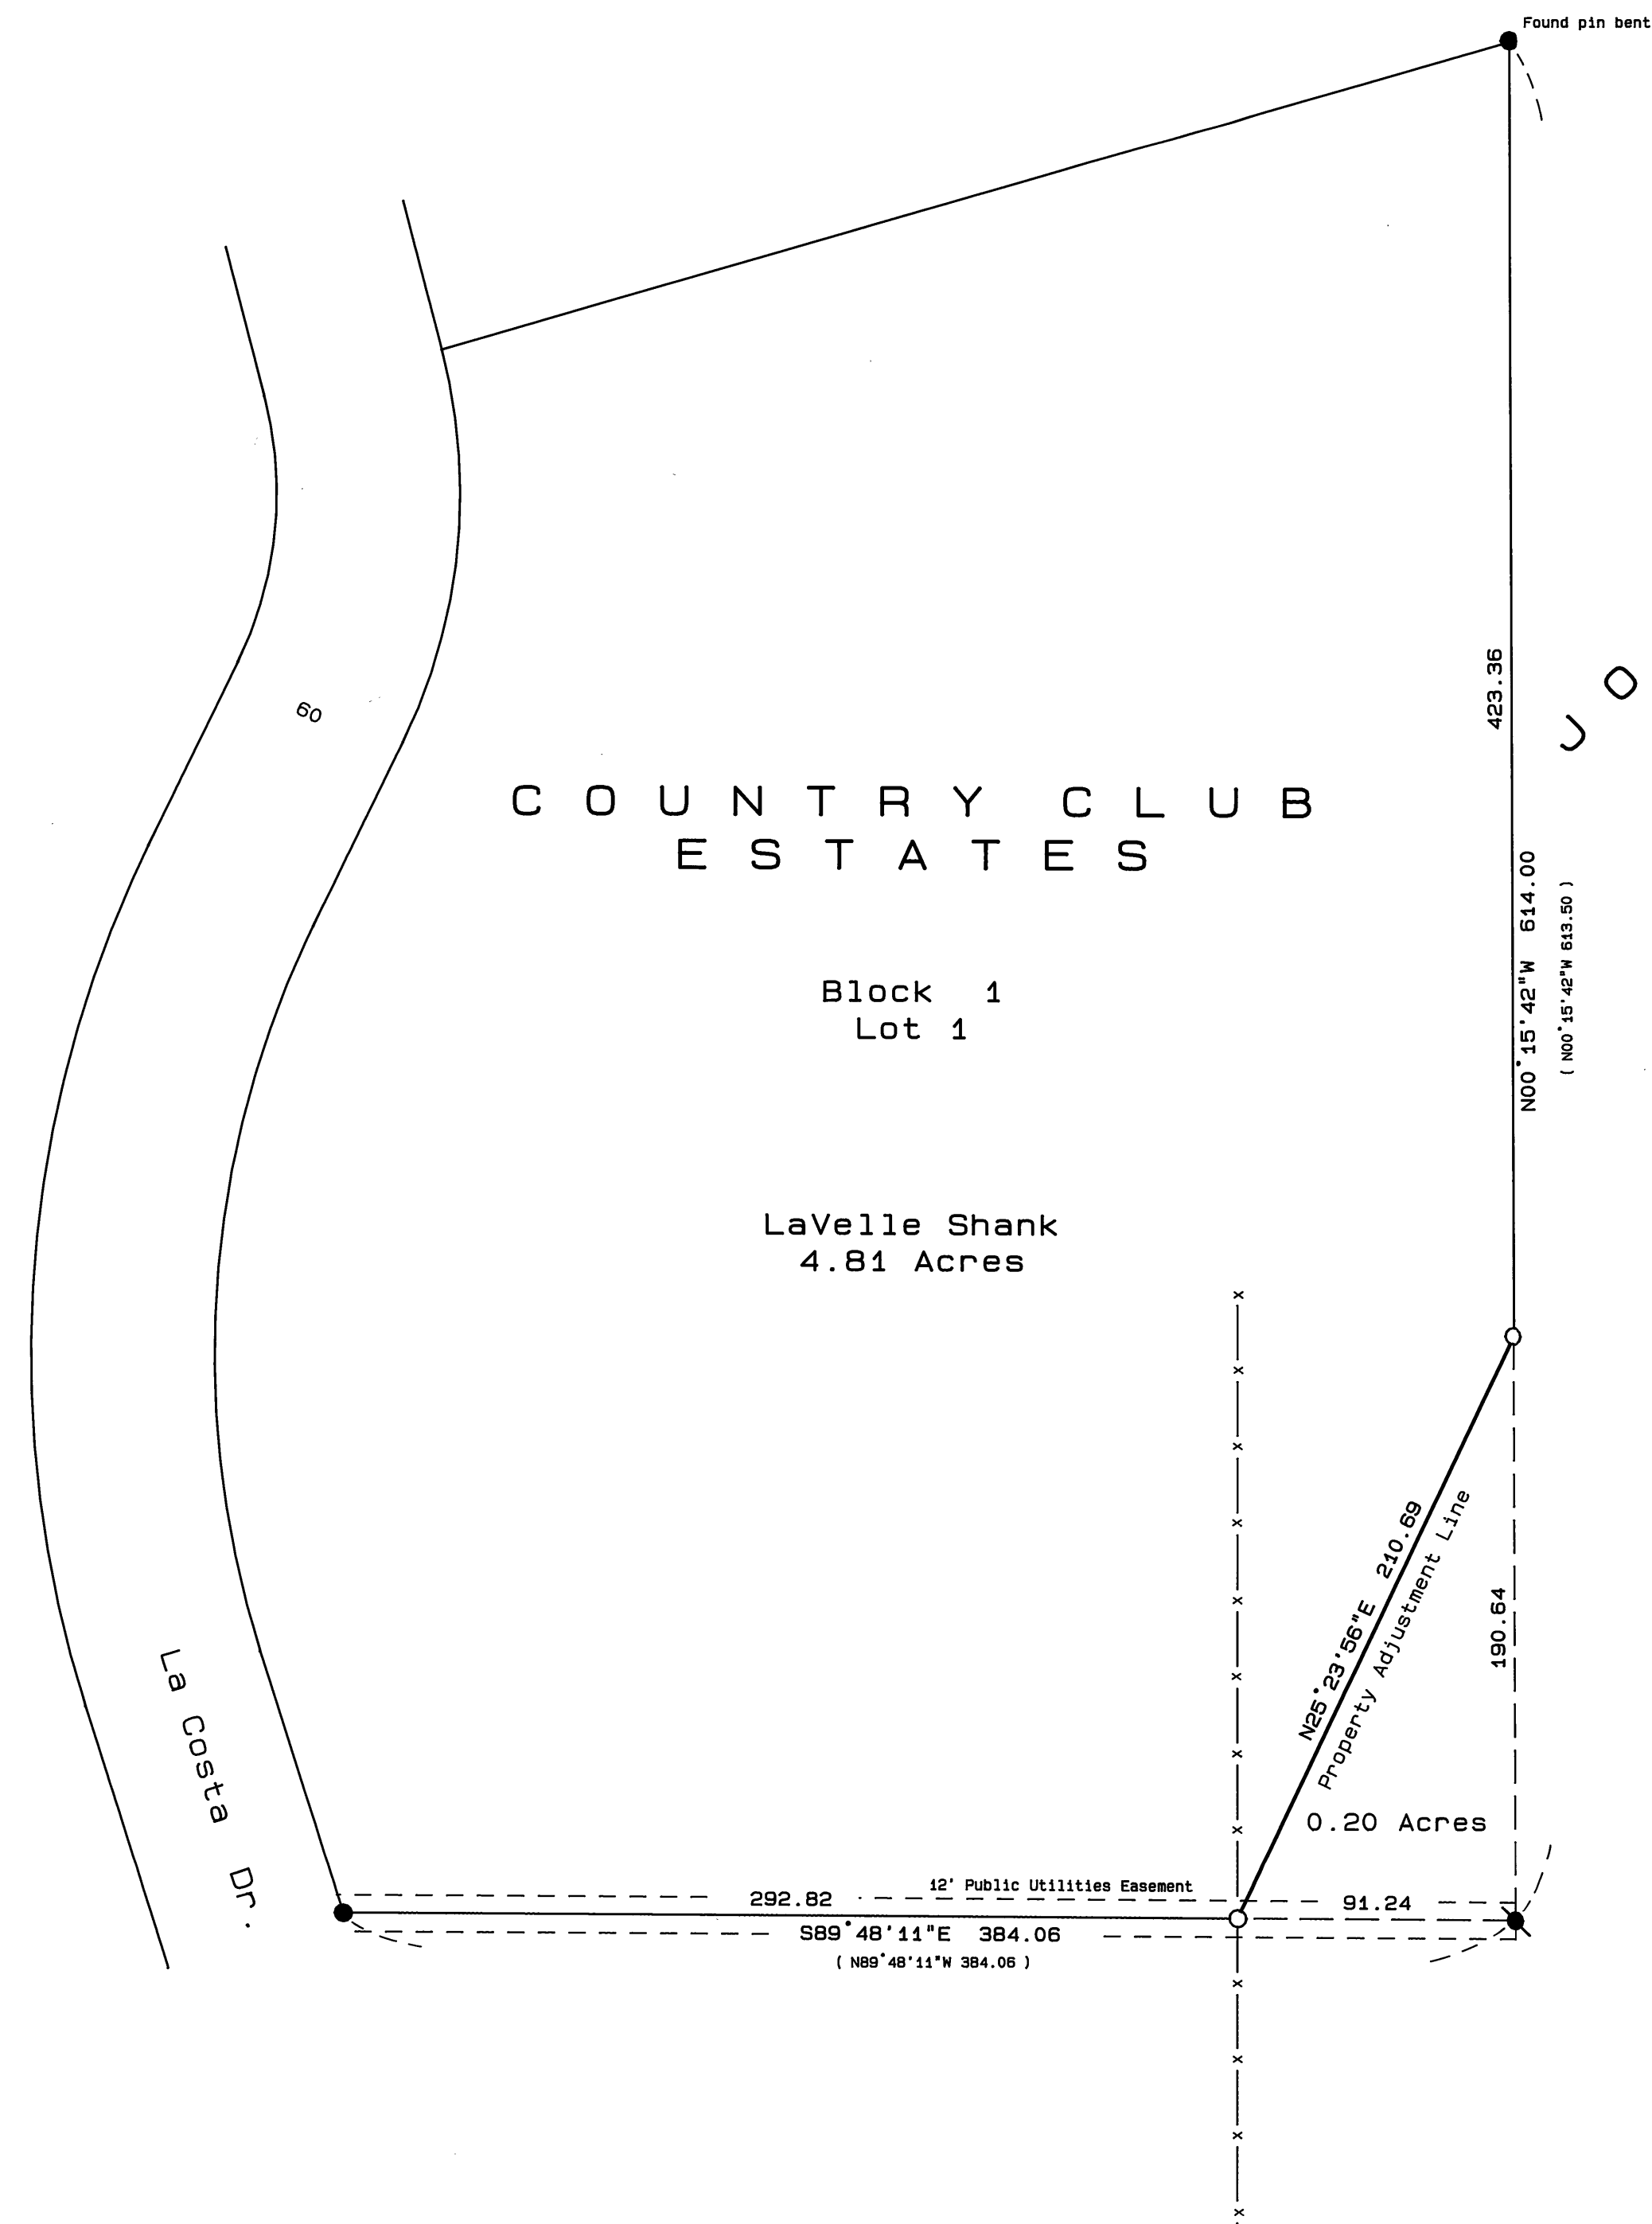 Found pin bent
60
423.36
J O
C O U N T R Y C L U B
E S T A T E S
N00°15'42"W 614.00
( N00°15'42"W 613.50 )
Block 1
Lot 1
LaVelle Shank
4.81 Acres
N25°23'56"E 210.69
Property Adjustment Line
190.64
La Costa Dr.
0.20 Acres
12' Public Utilities Easement
292.82
91.24
S89°48'11"E 384.06
( N89°48'11"W 384.06 )